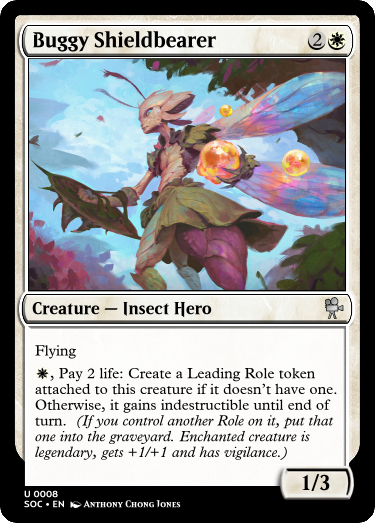 Buggy Shieldbearer 2
Creature — Insect Hero
Flying
, Pay 2 life: Create a Leading Role token
attached to this creature if it doesn't have one.
Otherwise, it gains indestructible until end of
turn. (If you control another Role on it, put that
one into the graveyard. Enchanted creature is
legendary, gets +1/+1 and has vigilance.)
1/3
U 0008
SOC • EN Anthony Chong Jones